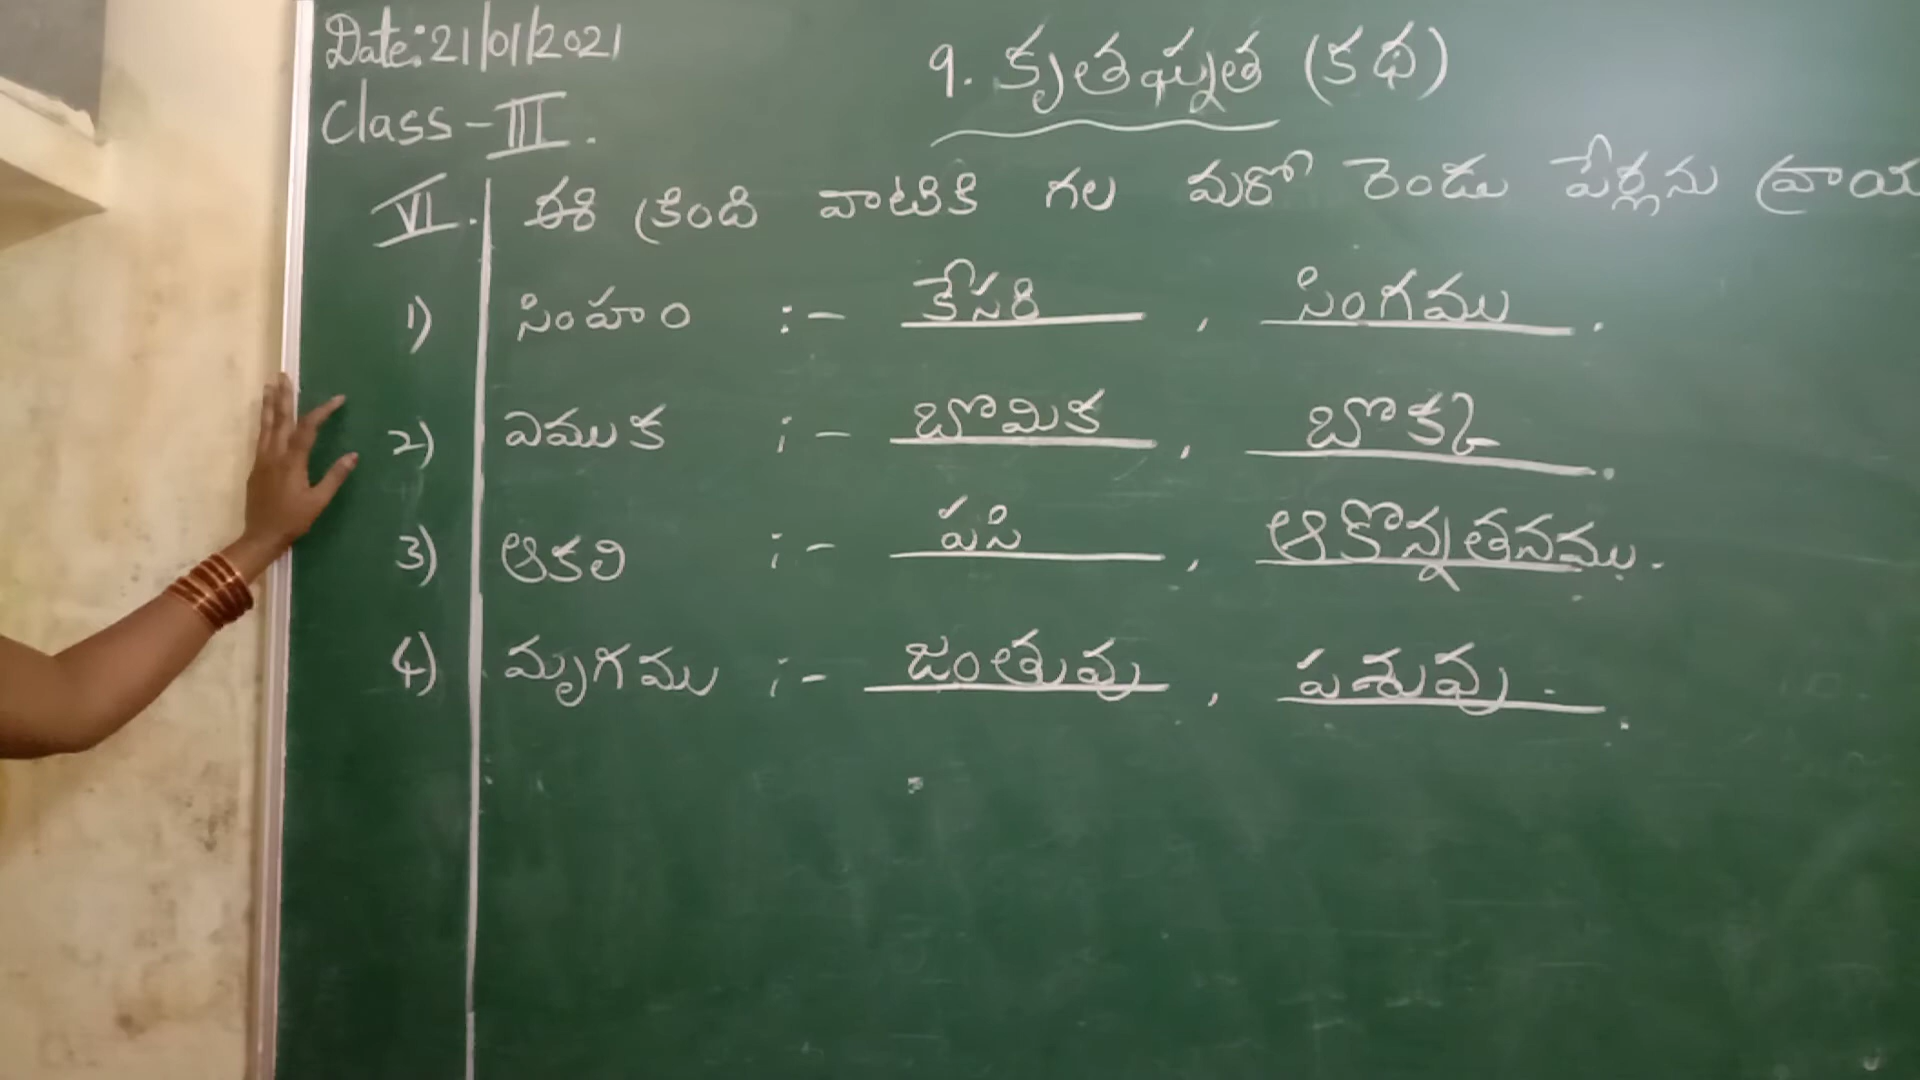 Date: 21/01/2021
9. కృతఘ్నత (కథ)
Class - III.
VI. ఈ క్రింది వాటికి గల మరో రెండు పేర్లను వ్రాయ
1) సింహం :- కేసరి , సింగము .
2) ఎముక :- బొమిక , బొక్క .
3) ఆకలి :- పసి , ఆకొన్నతనము .
4) మృగము :- జంతువు , పశువు .